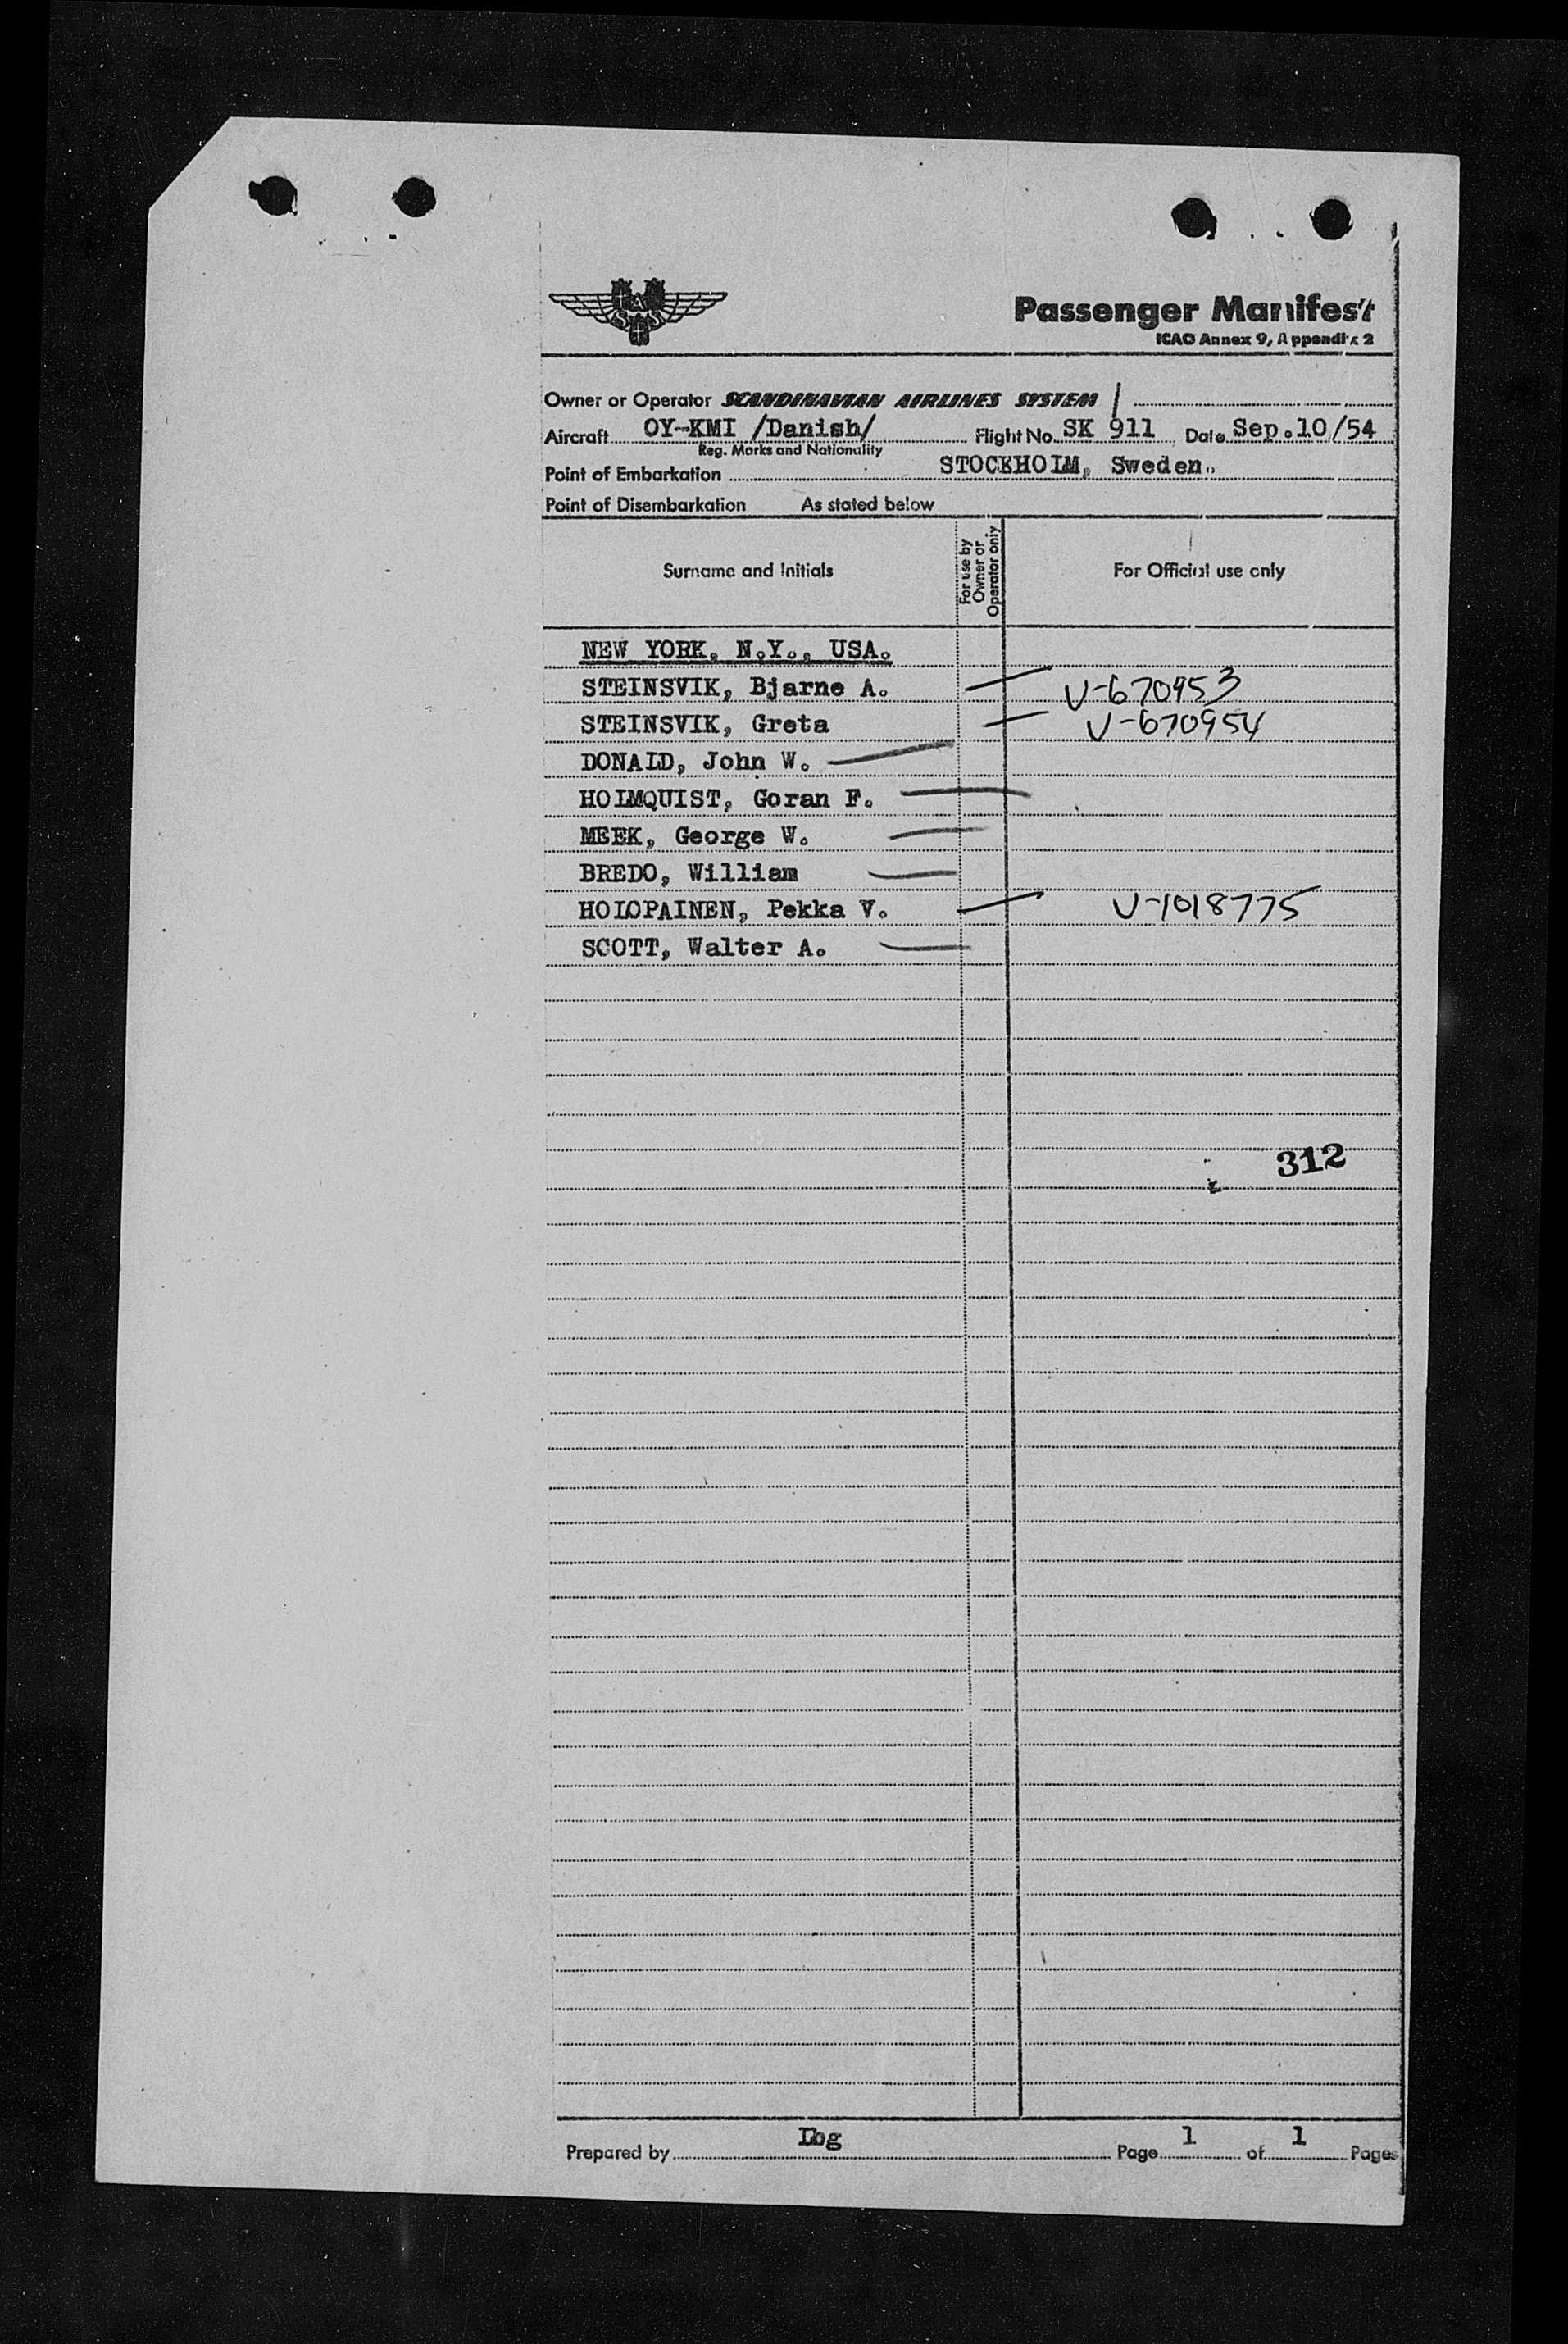 SAS
Passenger Manifest
ICAO Annex 9, Appendix 2
Owner or Operator SCANDINAVIAN AIRLINES SYSTEM
Aircraft OY-KMI /Danish/ Flight No. SK 911 Date Sep. 10/54
Reg. Marks and Nationality
Point of Embarkation STOCKHOLM, Sweden.
Point of Disembarkation As stated below
Surname and Initials
For use by
Owner or
Operator only
For Official use only
NEW YORK, N.Y., USA.
STEINSVIK, Bjarne A. V-670953
STEINSVIK, Greta V-670954
DONALD, John W.
HOLMQUIST, Goran F.
MEEK, George W.
BREDO, William
HOLOPAINEN, Pekka V. V-1018775
SCOTT, Walter A.
312
Prepared by Lbg Page 1 of 1 Pages